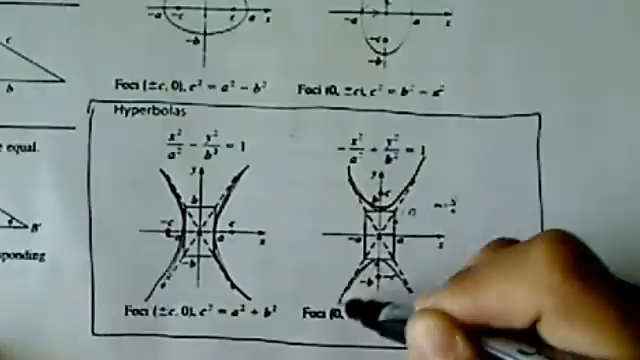 -a -c c a x
-b
-a a x
-c
-b
c
b
Foci (±c, 0), c² = a² − b²
Foci (0, ±c), c² = b² − a²
Hyperbolas
e equal.
x²/a² − y²/b² = 1
−x²/a² + y²/b² = 1
y
y
b
b
c
-c
-a
a
c
x
-a
a
x
-b
-b
B'
sponding
Foci (±c, 0), c² = a² + b²
Foci (0,